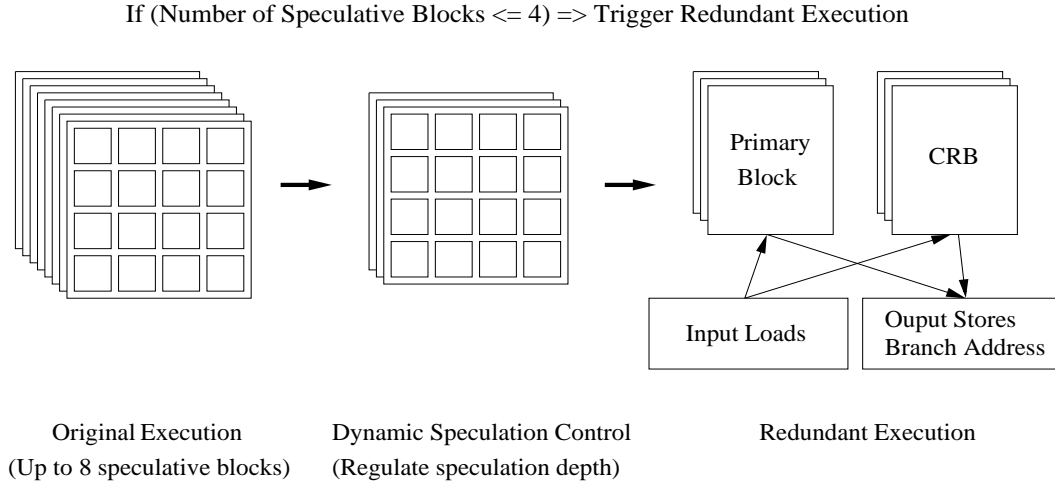 If (Number of Speculative Blocks <= 4) => Trigger Redundant Execution
Primary
Block
CRB
Input Loads
Ouput Stores
Branch Address
Original Execution
(Up to 8 speculative blocks)
Dynamic Speculation Control
(Regulate speculation depth)
Redundant Execution